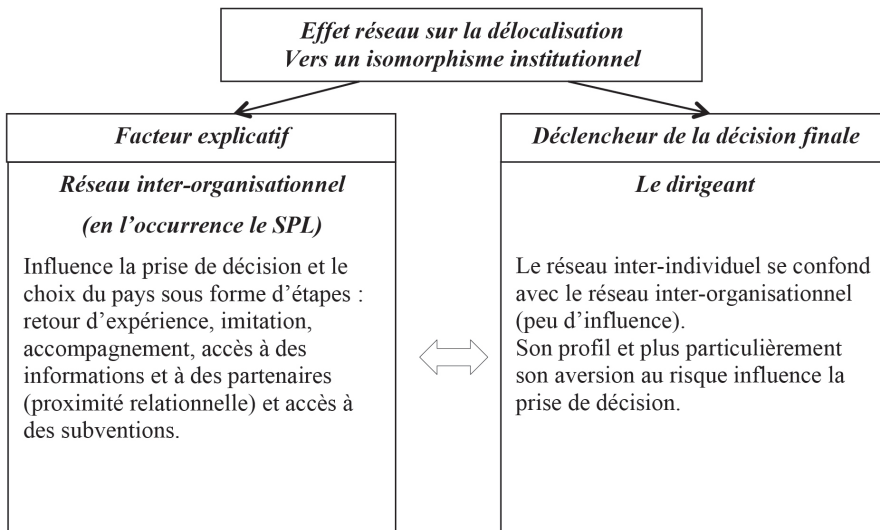 Effet réseau sur la délocalisation
Vers un isomorphisme institutionnel
Facteur explicatif
Réseau inter-organisationnel
(en l’occurrence le SPL)
Influence la prise de décision et le
choix du pays sous forme d’étapes :
retour d’expérience, imitation,
accompagnement, accès à des
informations et à des partenaires
(proximité relationnelle) et accès à
des subventions.
Déclencheur de la décision finale
Le dirigeant
Le réseau inter-individuel se confond
avec le réseau inter-organisationnel
(peu d’influence).
Son profil et plus particulièrement
son aversion au risque influence la
prise de décision.